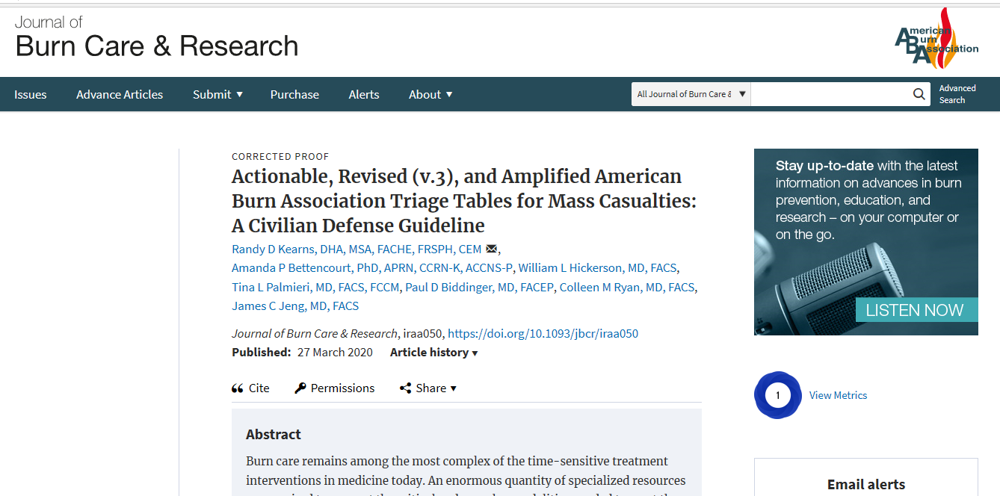 Journal of
Burn Care & Research
American
Burn
Association
Issues
Advance Articles
Submit ▼
Purchase
Alerts
About ▼
All Journal of Burn Care &
Advanced
Search
CORRECTED PROOF
Actionable, Revised (v.3), and Amplified American
Burn Association Triage Tables for Mass Casualties:
A Civilian Defense Guideline
Randy D Kearns, DHA, MSA, FACHE, FRSPH, CEM ,
Amanda P Bettencourt, PhD, APRN, CCRN-K, ACCNS-P, William L Hickerson, MD, FACS,
Tina L Palmieri, MD, FACS, FCCM, Paul D Biddinger, MD, FACEP, Colleen M Ryan, MD, FACS,
James C Jeng, MD, FACS
Journal of Burn Care & Research, iraa050, https://doi.org/10.1093/jbcr/iraa050
Published: 27 March 2020 Article history ▾
Cite
Permissions
Share ▾
Abstract
Burn care remains among the most complex of the time-sensitive treatment
interventions in medicine today. An enormous quantity of specialized resources
Stay up-to-date with the latest
information on advances in burn
prevention, education, and
research – on your computer or
on the go.
LISTEN NOW
1
View Metrics
Email alerts